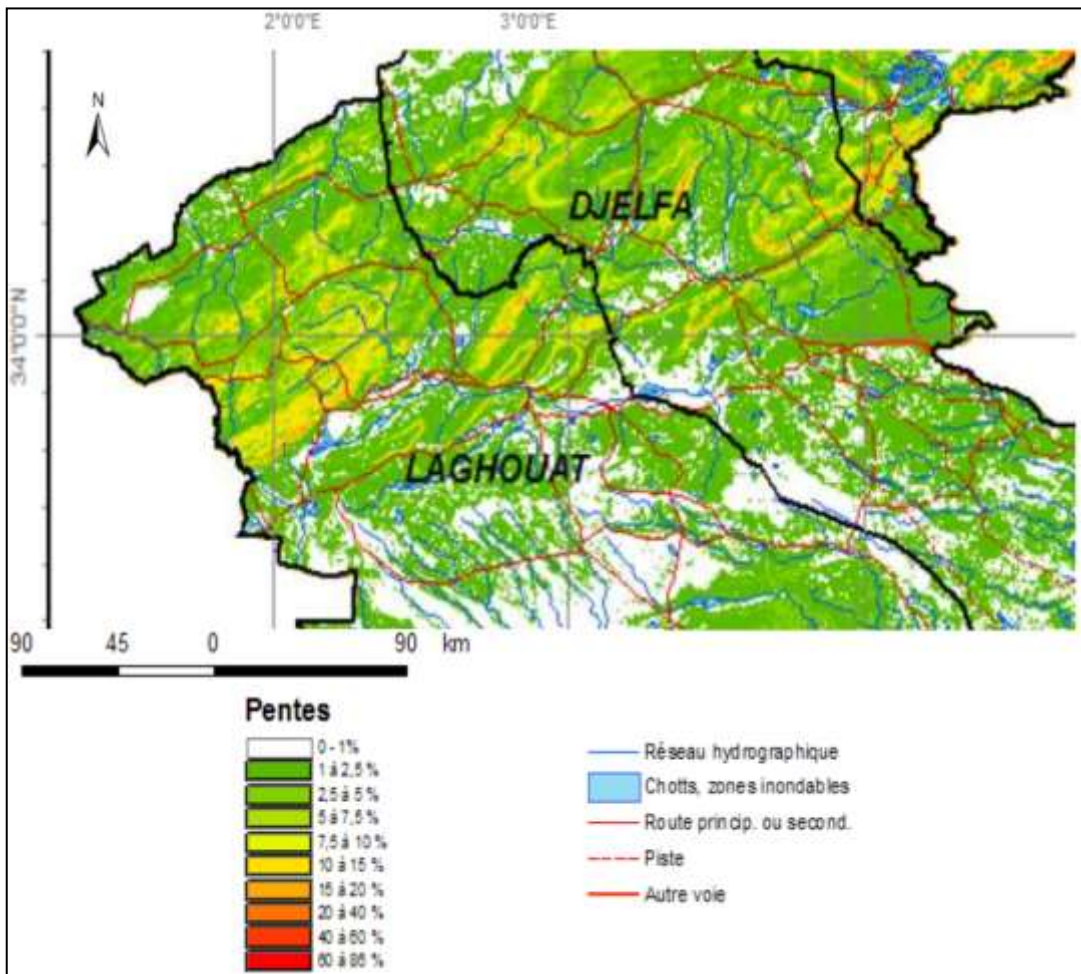 2°0'0"E 3°0'0"E
N
DJELFA
34°0'0"N
LAGHOUAT
90 45 0 90 km
Pentes
0 - 1%
1 à 2,5 %
2,5 à 5 %
5 à 7,5 %
7,5 à 10 %
10 à 15 %
15 à 20 %
20 à 40 %
40 à 60 %
60 à 85 %
Réseau hydrographique
Chotts, zones inondables
Route princip. ou second.
Piste
Autre voie